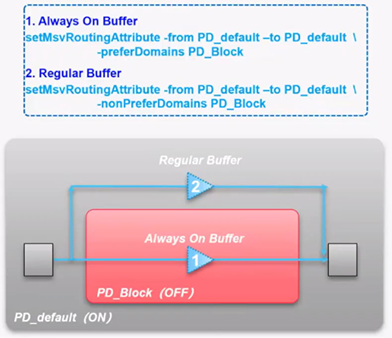 1. Always On Buffer
setMsvRoutingAttribute -from PD_default –to PD_default \
-preferDomains PD_Block
2. Regular Buffer
setMsvRoutingAttribute -from PD_default –to PD_default \
-nonPreferDomains PD_Block
Regular Buffer
2
Always On Buffer
1
PD_Block (OFF)
PD_default (ON)